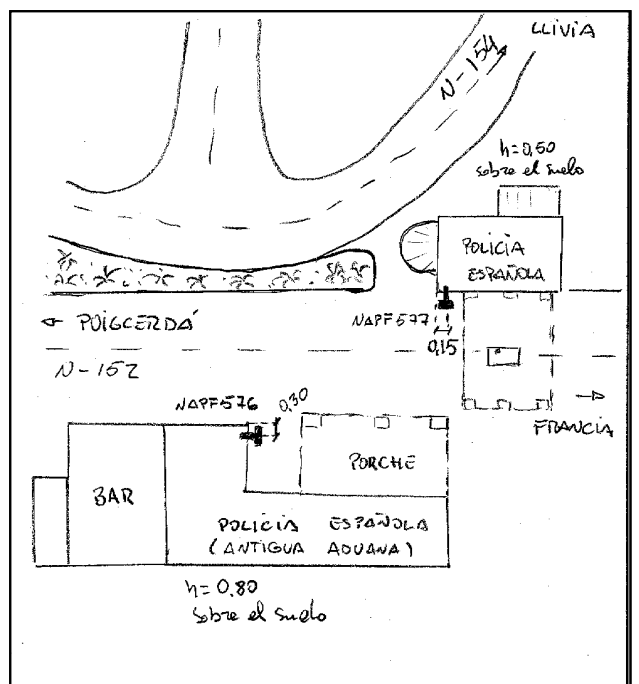 LLIVIA
N-154
h=0,50
sobre el suelo
POLICIA
ESPAÑOLA
← PUIGCERDÁ
NAPF577
0,15
N-152
NAPF576
0,30
FRANCIA
PORCHE
BAR
POLICIA ESPAÑOLA
(ANTIGUA ADUANA)
h=0.80
sobre el suelo